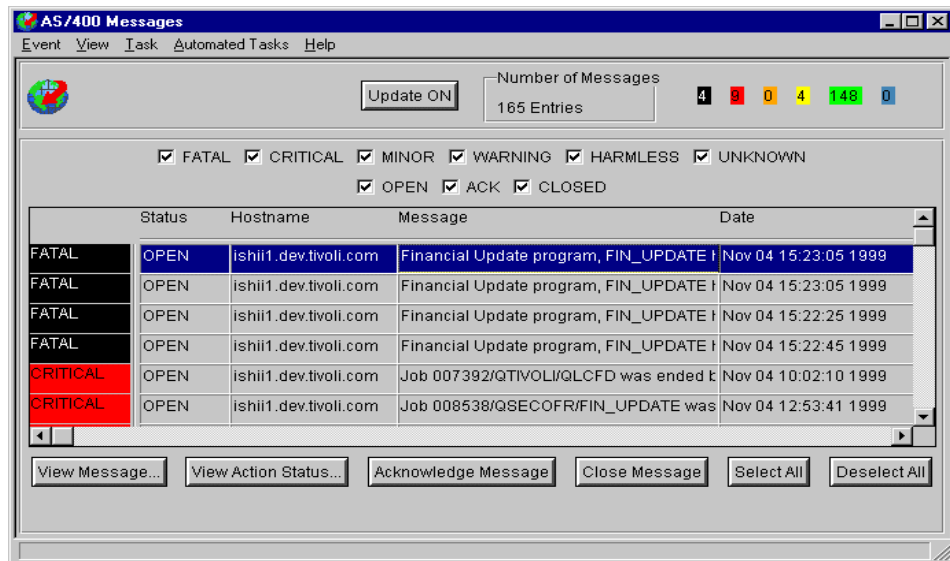 AS/400 Messages
Event View Task Automated Tasks Help
Update ON
Number of Messages
165 Entries
4 9 0 4 148 0
FATAL CRITICAL MINOR WARNING HARMLESS UNKNOWN
OPEN ACK CLOSED
Status Hostname Message Date
FATAL OPEN ishii1.dev.tivoli.com Financial Update program, FIN_UPDATE Nov 04 15:23:05 1999
FATAL OPEN ishii1.dev.tivoli.com Financial Update program, FIN_UPDATE Nov 04 15:23:05 1999
FATAL OPEN ishii1.dev.tivoli.com Financial Update program, FIN_UPDATE Nov 04 15:22:25 1999
FATAL OPEN ishii1.dev.tivoli.com Financial Update program, FIN_UPDATE Nov 04 15:22:45 1999
CRITICAL OPEN ishii1.dev.tivoli.com Job 007392/QTIVOLI/QLCFD was ended Nov 04 10:02:10 1999
CRITICAL OPEN ishii1.dev.tivoli.com Job 008538/QSECOFR/FIN_UPDATE was Nov 04 12:53:41 1999
View Message... View Action Status... Acknowledge Message Close Message Select All Deselect All